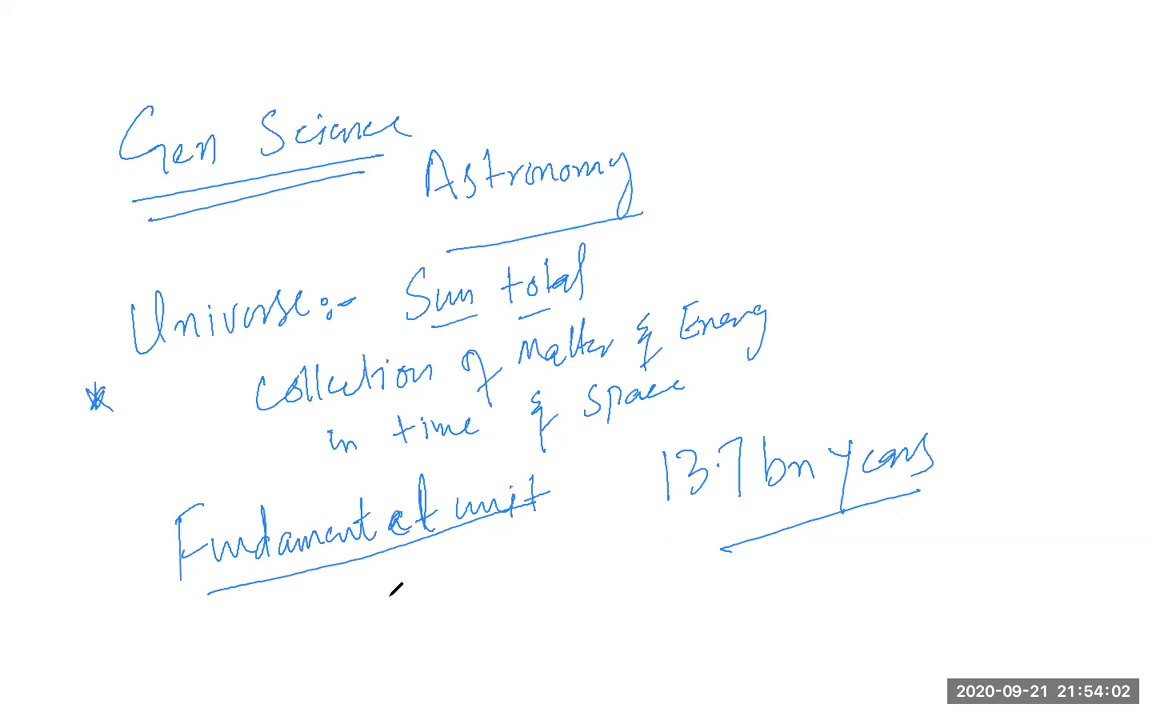 Gen Science
Astronomy
Universe:- Sum total
collection of Matter & Energy
in time & space
13.7 bn years
Fundamental unit
2020-09-21 21:54:02